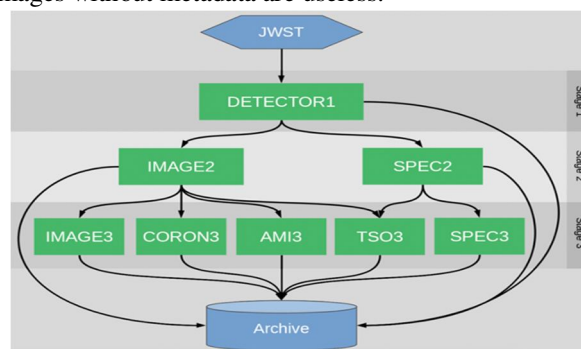 images without metadata are useless.
JWST
DETECTOR1
Stage 1
IMAGE2 SPEC2
Stage 2
IMAGE3 CORON3 AMI3 TSO3 SPEC3
Stage 3
Archive